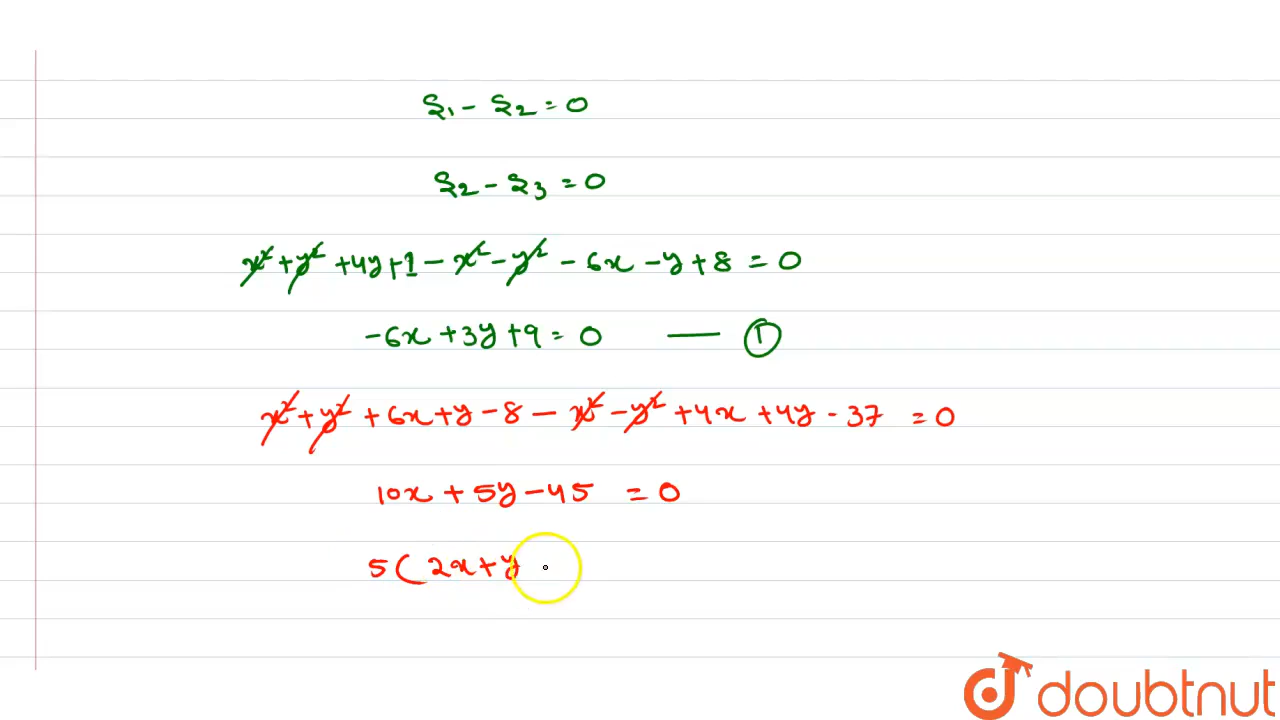 S₁ - S₂ = 0
S₂ - S₃ = 0
x² + y² + 4y + 1 - x² - y² - 6x - y + 8 = 0
-6x + 3y + 9 = 0 — ①
x² + y² + 6x + y - 8 - x² - y² + 4x + 4y - 37 = 0
10x + 5y - 45 = 0
5 ( 2x + y
doubtnut